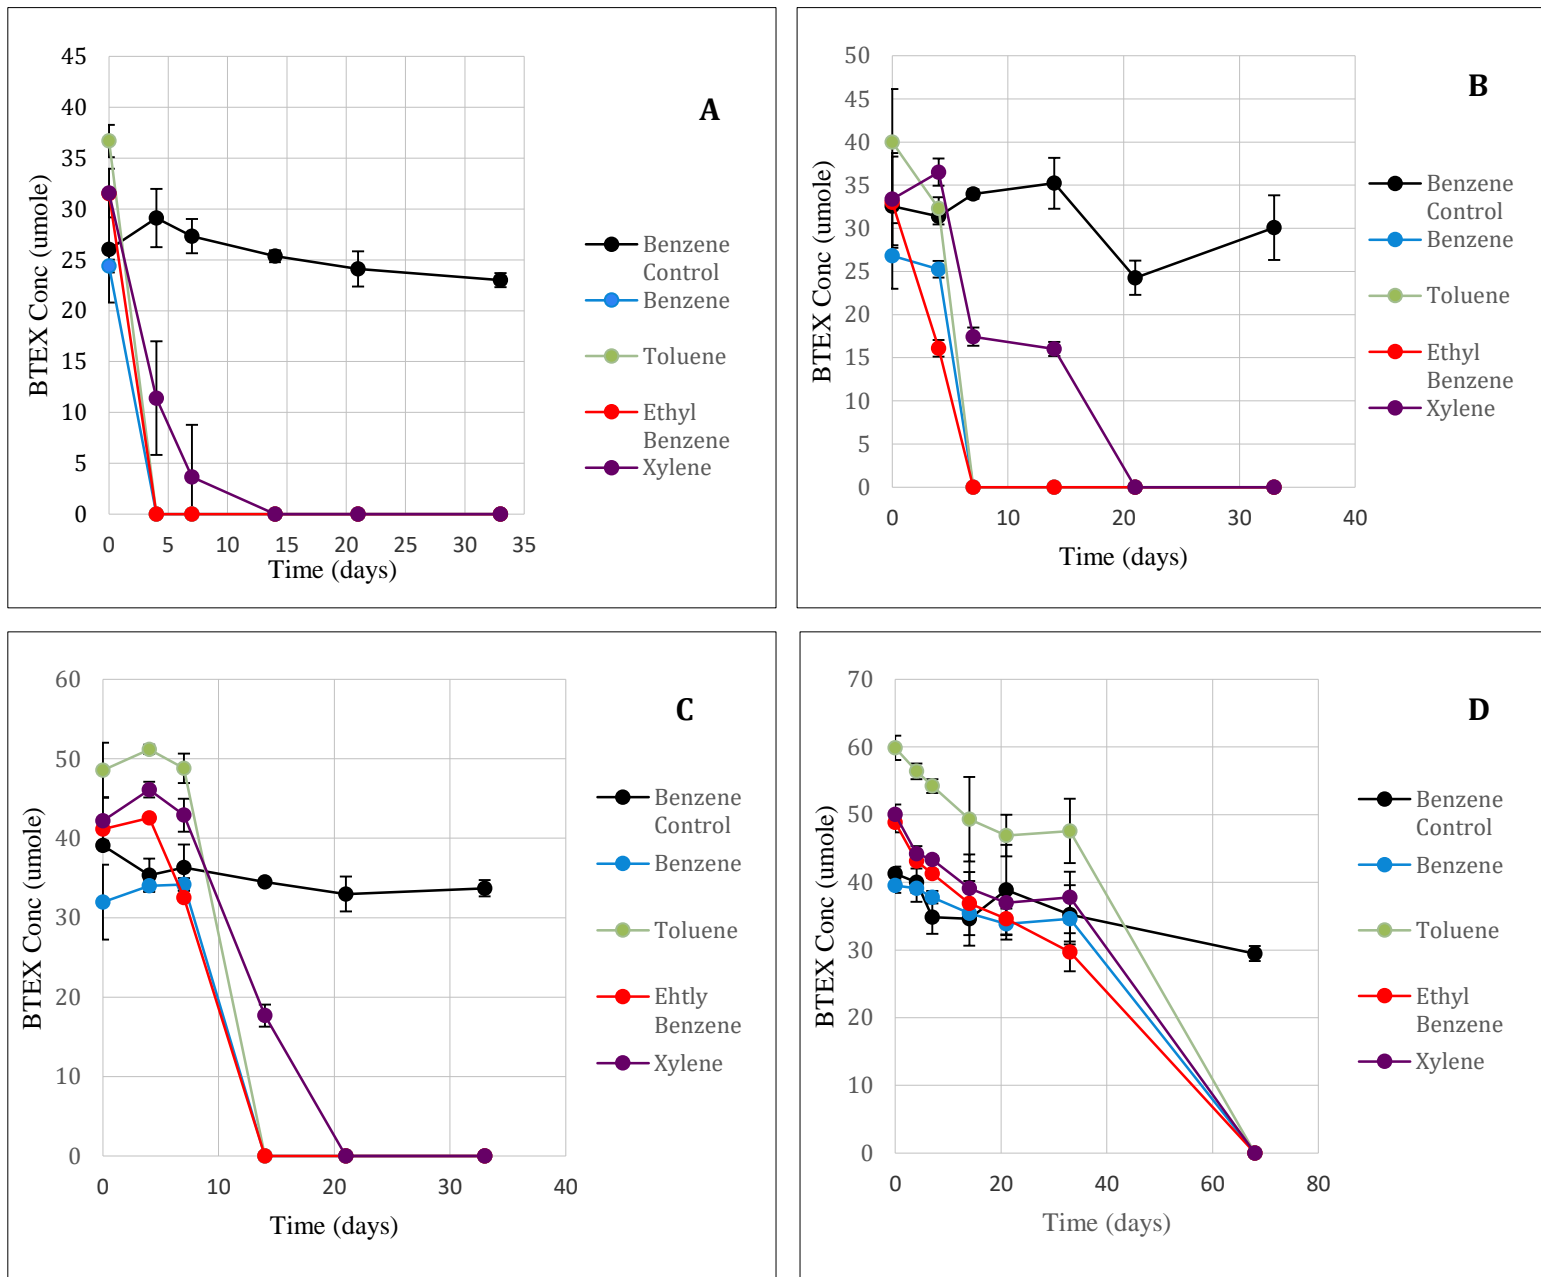 A
BTEX Conc (umole)
45
40
35
30
25
20
15
10
5
0
0 5 10 15 20 25 30 35
Time (days)
Benzene
Control
Benzene
Toluene
Ethyl
Benzene
Xylene
B
BTEX Conc (umole)
50
45
40
35
30
25
20
15
10
5
0
0 10 20 30 40
Time (days)
Benzene
Control
Benzene
Toluene
Ethyl
Benzene
Xylene
C
BTEX Conc (umole)
60
50
40
30
20
10
0
0 10 20 30 40
Time (days)
Benzene
Control
Benzene
Toluene
Ehtly
Benzene
Xylene
D
BTEX Conc (umole)
70
60
50
40
30
20
10
0
0 20 40 60 80
Time (days)
Benzene
Control
Benzene
Toluene
Ethyl
Benzene
Xylene